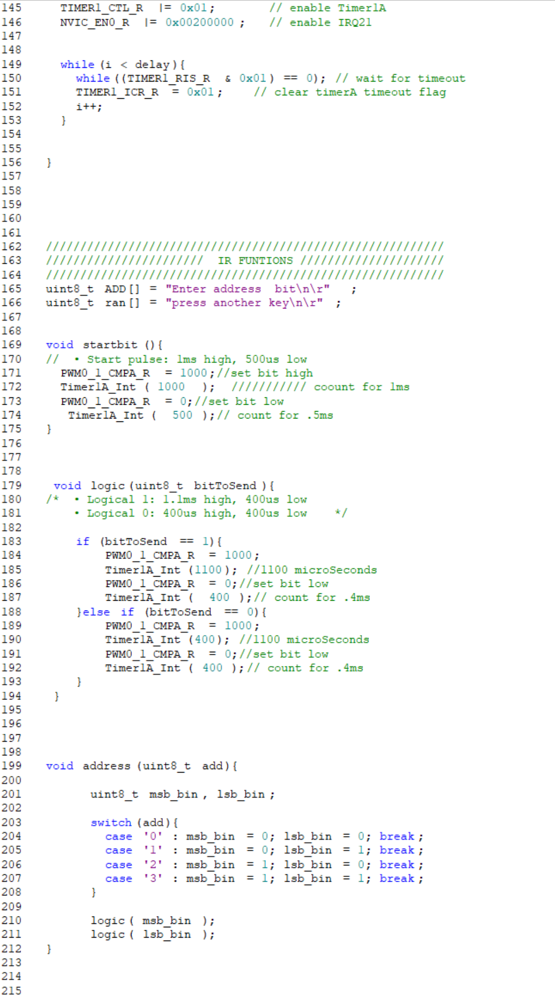 145 TIMER1_CTL_R |= 0x01; // enable Timer1A
146 NVIC_EN0_R |= 0x00200000 ; // enable IRQ21
147
148
149 while (i < delay){
150 while ((TIMER1_RIS_R & 0x01) == 0); // wait for timeout
151 TIMER1_ICR_R = 0x01; // clear timerA timeout flag
152 i++;
153 }
154
155
156 }
157
158
159
160
161
162 //////////////////////////////////////////////////////////
163 /////////////////////// IR FUNTIONS /////////////////////
164 //////////////////////////////////////////////////////////
165 uint8_t ADD[] = "Enter address bit\n\r" ;
166 uint8_t ran[] = "press another key\n\r" ;
167
168
169 void startbit (){
170 // • Start pulse: 1ms high, 500us low
171 PWM0_1_CMPA_R = 1000;//set bit high
172 Timer1A_Int ( 1000 ); /////////// coount for 1ms
173 PWM0_1_CMPA_R = 0;//set bit low
174 Timer1A_Int ( 500 );// count for .5ms
175 }
176
177
178
179 void logic (uint8_t bitToSend ){
180 /* • Logical 1: 1.1ms high, 400us low
181 • Logical 0: 400us high, 400us low */
182
183 if (bitToSend == 1){
184 PWM0_1_CMPA_R = 1000;
185 Timer1A_Int (1100); //1100 microSeconds
186 PWM0_1_CMPA_R = 0;//set bit low
187 Timer1A_Int ( 400 );// count for .4ms
188 }else if (bitToSend == 0){
189 PWM0_1_CMPA_R = 1000;
190 Timer1A_Int (400); //1100 microSeconds
191 PWM0_1_CMPA_R = 0;//set bit low
192 Timer1A_Int ( 400 );// count for .4ms
193 }
194 }
195
196
197
198
199 void address (uint8_t add){
200
201 uint8_t msb_bin , lsb_bin ;
202
203 switch (add){
204 case '0' : msb_bin = 0; lsb_bin = 0; break ;
205 case '1' : msb_bin = 0; lsb_bin = 1; break ;
206 case '2' : msb_bin = 1; lsb_bin = 0; break ;
207 case '3' : msb_bin = 1; lsb_bin = 1; break ;
208 }
209
210 logic ( msb_bin );
211 logic ( lsb_bin );
212 }
213
214
215